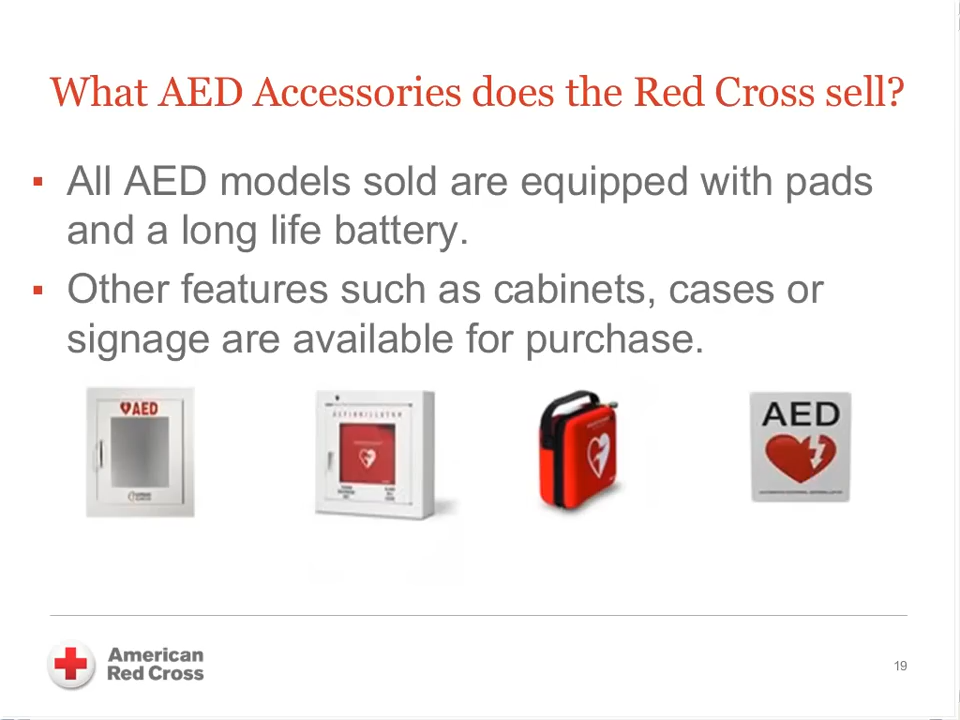 What AED Accessories does the Red Cross sell?
▪ All AED models sold are equipped with pads
and a long life battery.
▪ Other features such as cabinets, cases or
signage are available for purchase.
AED
AED
American
Red Cross
19